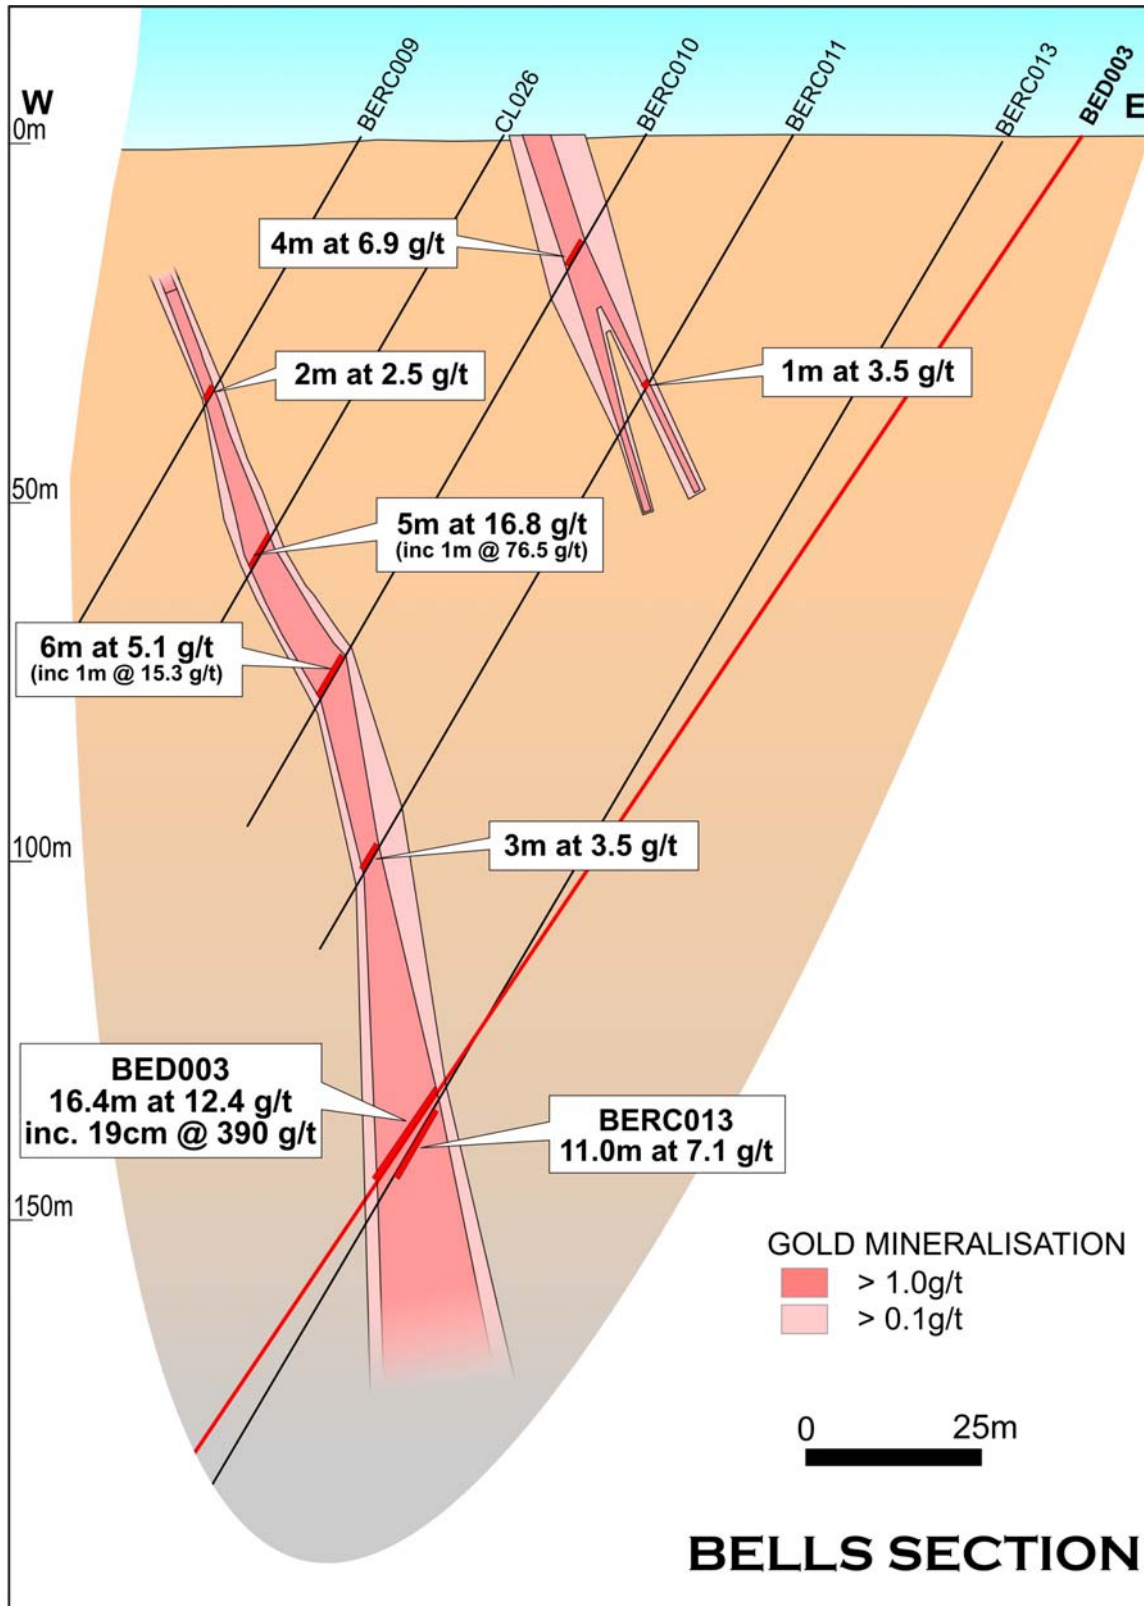 W
E
BERC009
CL026
BERC010
BERC011
BERC013
BED003
0m
4m at 6.9 g/t
2m at 2.5 g/t
1m at 3.5 g/t
50m
5m at 16.8 g/t
(inc 1m @ 76.5 g/t)
6m at 5.1 g/t
(inc 1m @ 15.3 g/t)
100m
3m at 3.5 g/t
BED003
16.4m at 12.4 g/t
inc. 19cm @ 390 g/t
BERC013
11.0m at 7.1 g/t
150m
GOLD MINERALISATION
> 1.0g/t
> 0.1g/t
0 25m
BELLS SECTION